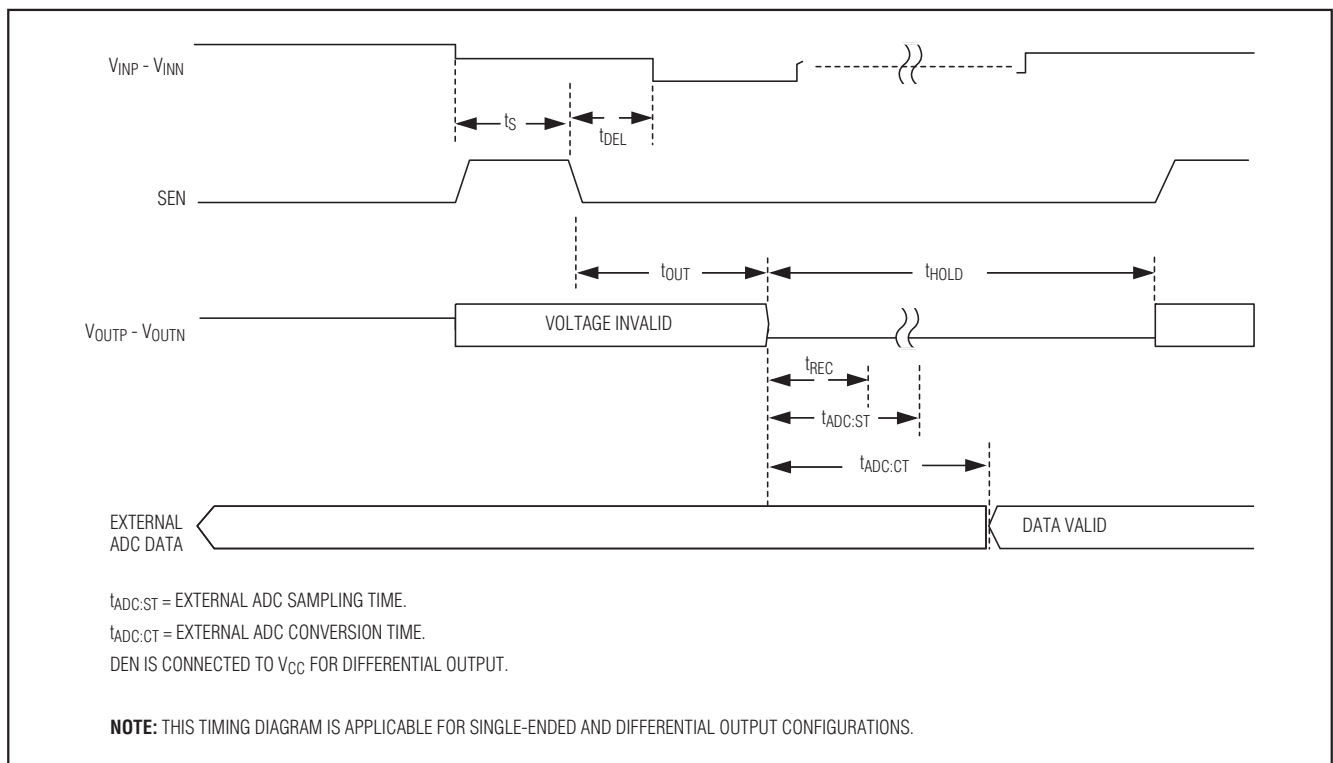 VINP - VINN
tS
tDEL
SEN
tOUT
tHOLD
VOUTP - VOUTN
VOLTAGE INVALID
tREC
tADC:ST
tADC:CT
EXTERNAL
ADC DATA
DATA VALID
tADC:ST = EXTERNAL ADC SAMPLING TIME.
tADC:CT = EXTERNAL ADC CONVERSION TIME.
DEN IS CONNECTED TO VCC FOR DIFFERENTIAL OUTPUT.
NOTE: THIS TIMING DIAGRAM IS APPLICABLE FOR SINGLE-ENDED AND DIFFERENTIAL OUTPUT CONFIGURATIONS.